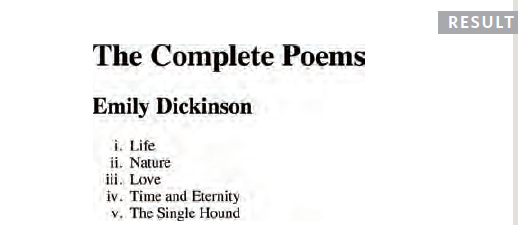 RESULT
The Complete Poems
Emily Dickinson
i. Life
ii. Nature
iii. Love
iv. Time and Eternity
v. The Single Hound